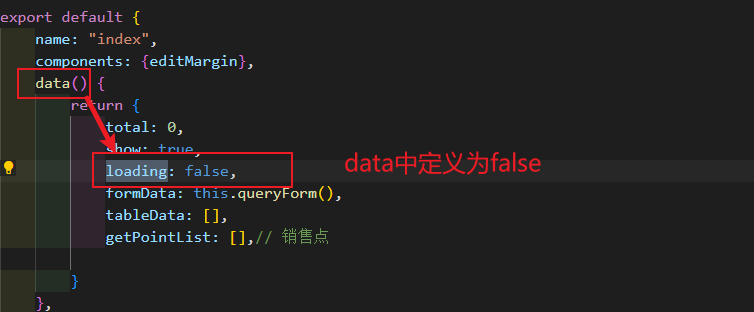 export default {
name: "index",
components: {editMargin},
data() {
return {
total: 0,
show: true,
loading: false,
data中定义为false
formData: this.queryForm(),
tableData: [],
getPointList: [],// 销售点
}
},